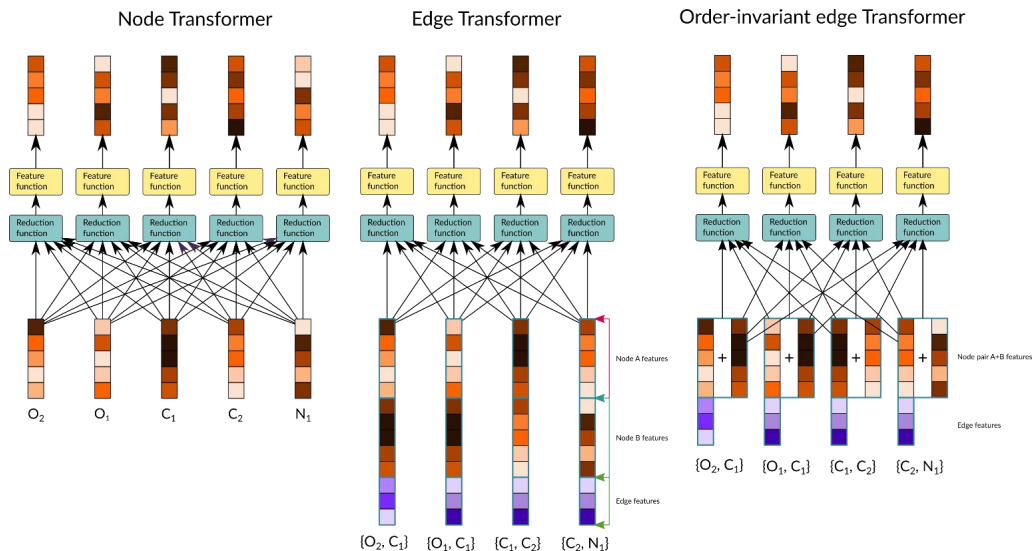 Node Transformer
Edge Transformer
Order-invariant edge Transformer
Feature function
Feature function
Feature function
Feature function
Feature function
Reduction function
Reduction function
Reduction function
Reduction function
Reduction function
O₂
O₁
C₁
C₂
N₁
Feature function
Feature function
Feature function
Feature function
Reduction function
Reduction function
Reduction function
Reduction function
Node A features
Node B features
Edge features
{O₂, C₁}
{O₁, C₁}
{C₁, C₂}
{C₂, N₁}
Feature function
Feature function
Feature function
Feature function
Reduction function
Reduction function
Reduction function
Reduction function
+
+
+
+
Node pair A+B features
Edge features
{O₂, C₁}
{O₁, C₁}
{C₁, C₂}
{C₂, N₁}